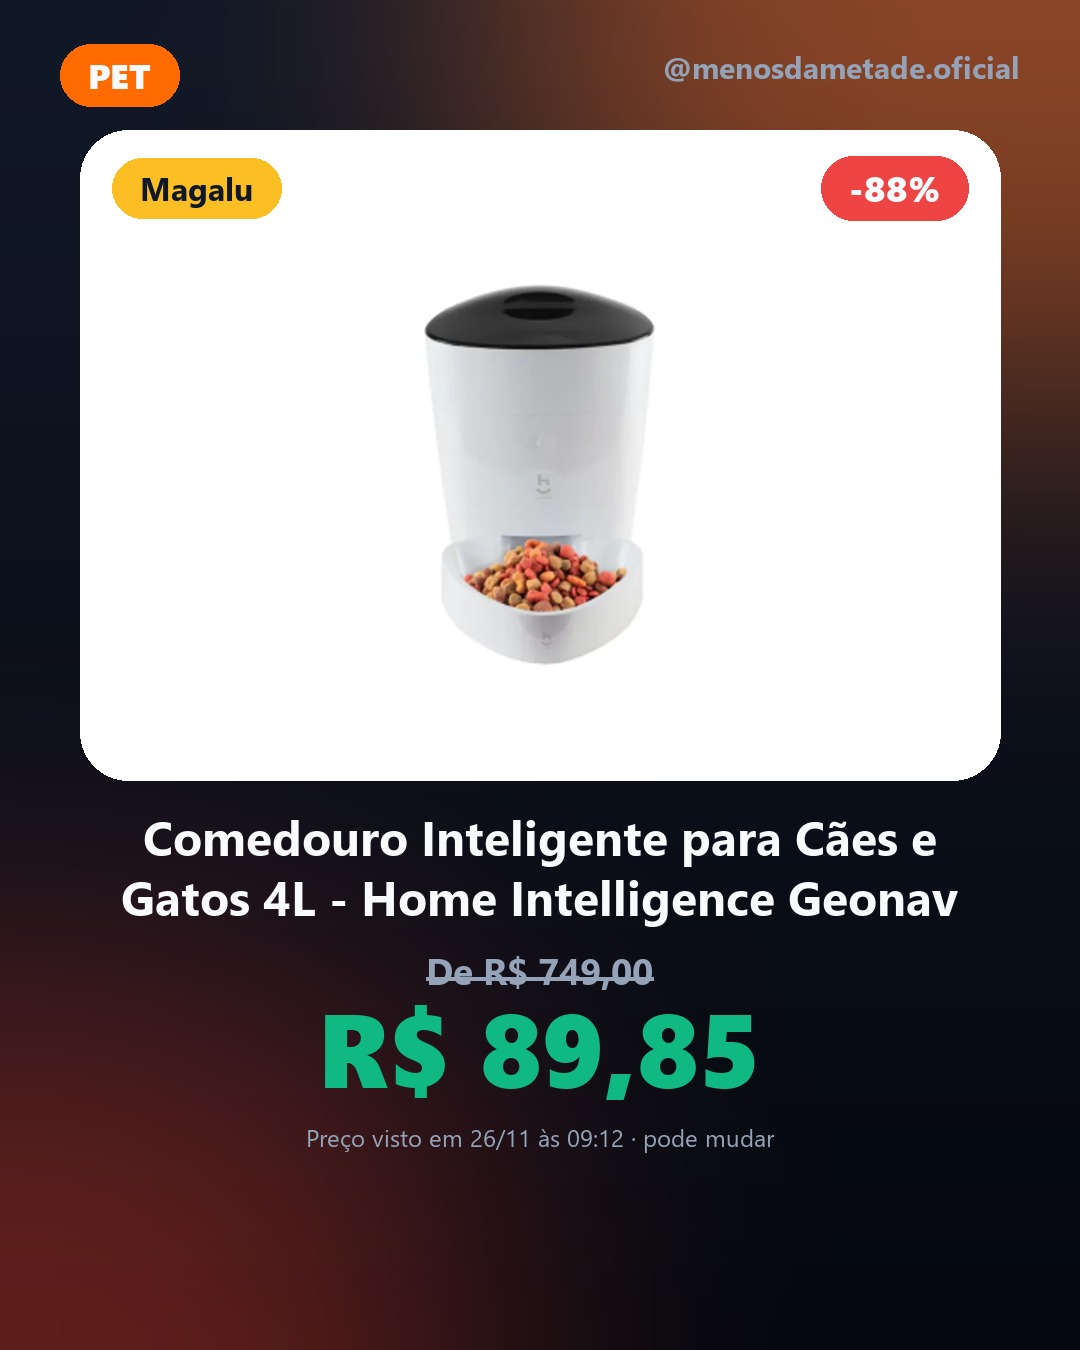 PET
@menosdametade.oficial
Magalu
-88%
Comedouro Inteligente para Cães e
Gatos 4L - Home Intelligence Geonav
De R$ 749,00
R$ 89,85
Preço visto em 26/11 às 09:12 · pode mudar